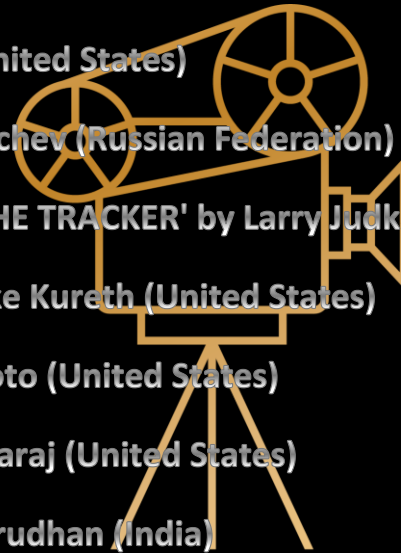 nited States)
chev (Russian Federation)
HE TRACKER' by Larry Judk
ke Kureth (United States)
oto (United States)
araj (United States)
rudhan (India)